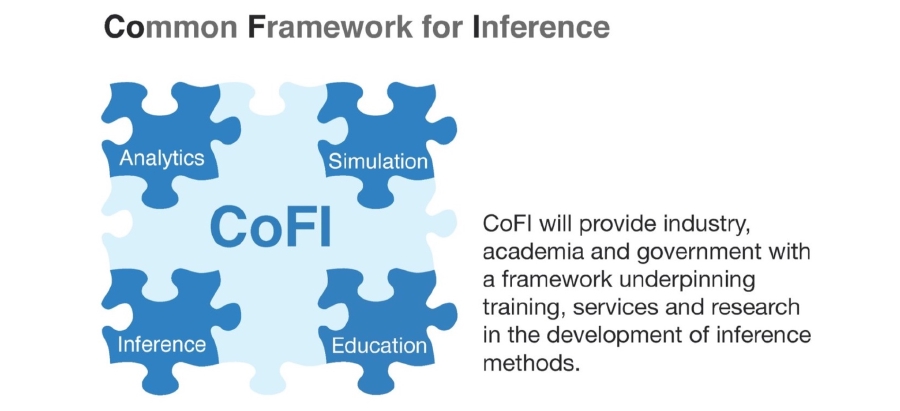 Common Framework for Inference
Analytics
Simulation
CoFI
Inference
Education
CoFI will provide industry,
academia and government with
a framework underpinning
training, services and research
in the development of inference
methods.